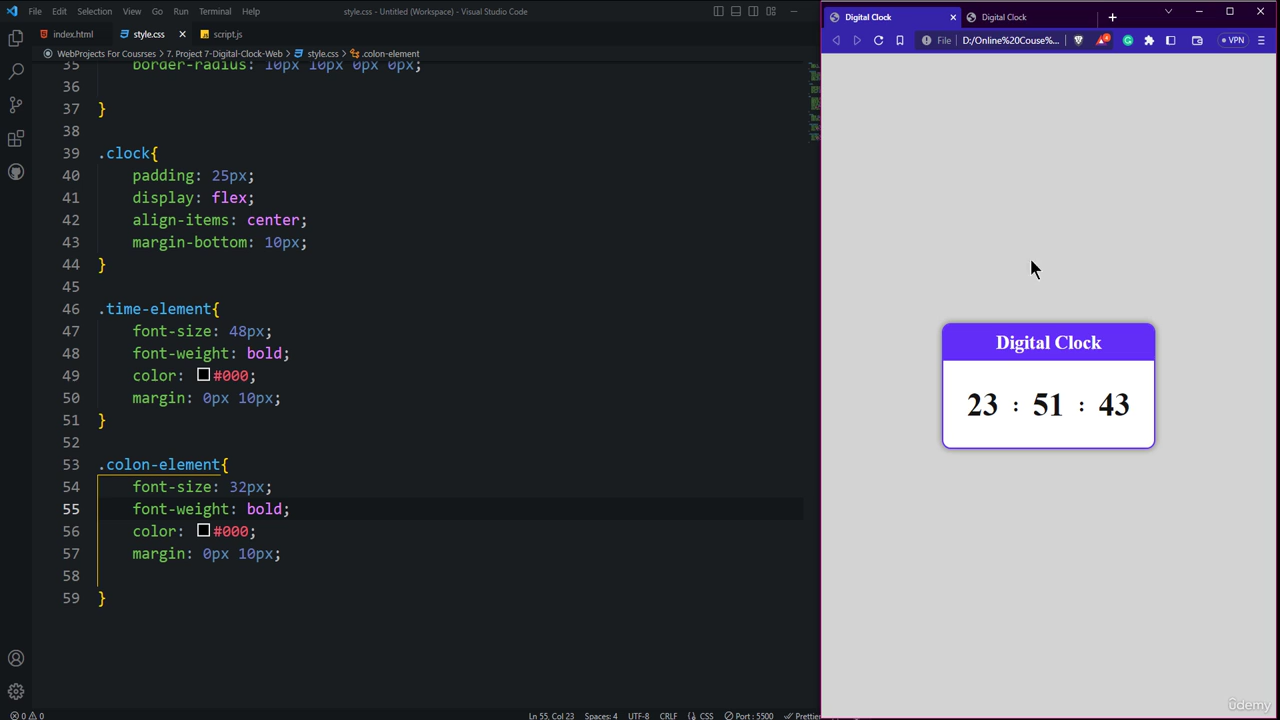 File Edit Selection View Go Run Terminal Help
style.css - Untitled (Workspace) - Visual Studio Code
index.html
style.css
script.js
WebProjects For Coursses > 7. Project 7-Digital-Clock-Web > style.css > .colon-element
35 border-radius: 10px 10px 0px 0px;
36
37 }
38
39 .clock{
40 padding: 25px;
41 display: flex;
42 align-items: center;
43 margin-bottom: 10px;
44 }
45
46 .time-element{
47 font-size: 48px;
48 font-weight: bold;
49 color: #000;
50 margin: 0px 10px;
51 }
52
53 .colon-element{
54 font-size: 32px;
55 font-weight: bold;
56 color: #000;
57 margin: 0px 10px;
58
59 }
0 0
Ln 55, Col 23 Spaces: 4 UTF-8 CRLF {} CSS Port : 5500
Digital Clock
Digital Clock
File D:/Online%20Couse%...
VPN
Digital Clock
23 : 51 : 43
ûdemy